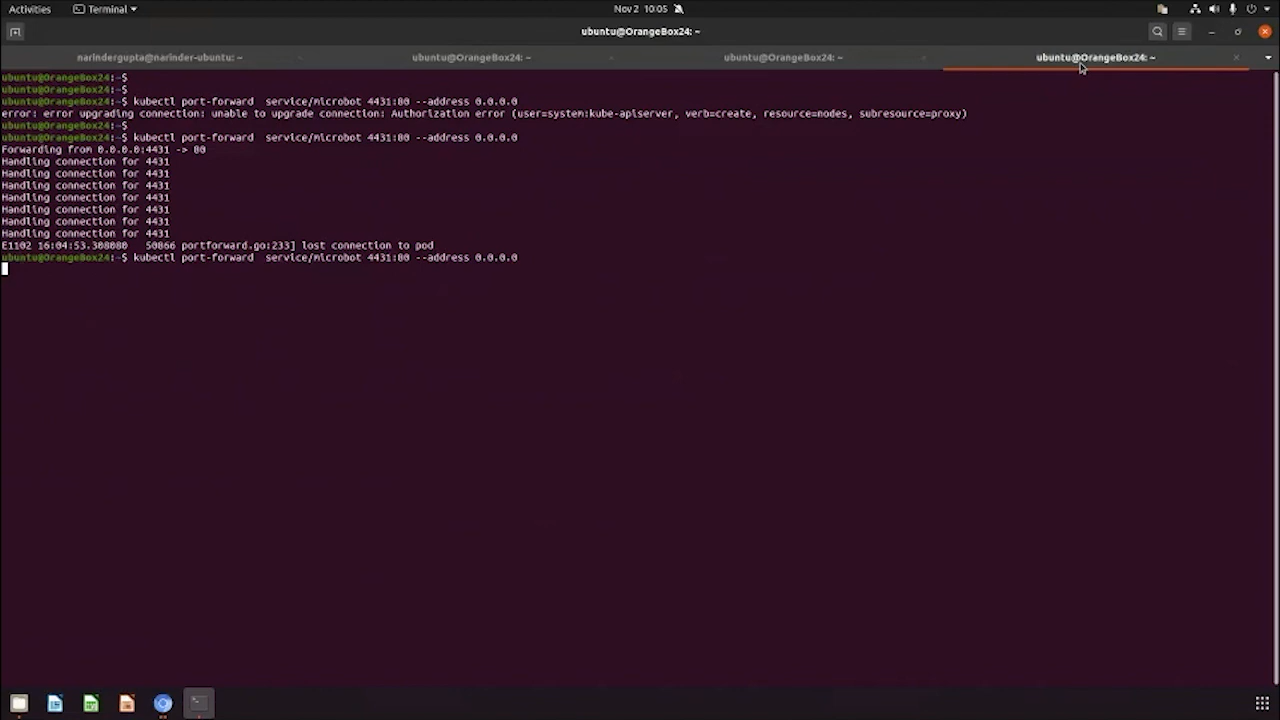 Activities Terminal Nov 2 10:05
ubuntu@OrangeBox24: ~
narindergupta@narinder-ubuntu: ~ ubuntu@OrangeBox24: ~ ubuntu@OrangeBox24: ~ ubuntu@OrangeBox24: ~
ubuntu@OrangeBox24:~$
ubuntu@OrangeBox24:~$
ubuntu@OrangeBox24:~$ kubectl port-forward  service/microbot 4431:80 --address 0.0.0.0
error: error upgrading connection: unable to upgrade connection: Authorization error (user=system:kube-apiserver, verb=create, resource=nodes, subresource=proxy)
ubuntu@OrangeBox24:~$
ubuntu@OrangeBox24:~$ kubectl port-forward  service/microbot 4431:80 --address 0.0.0.0
Forwarding from 0.0.0.0:4431 -> 80
Handling connection for 4431
Handling connection for 4431
Handling connection for 4431
Handling connection for 4431
Handling connection for 4431
Handling connection for 4431
Handling connection for 4431
E1102 16:04:53.308080   50866 portforward.go:233] lost connection to pod
ubuntu@OrangeBox24:~$ kubectl port-forward  service/microbot 4431:80 --address 0.0.0.0